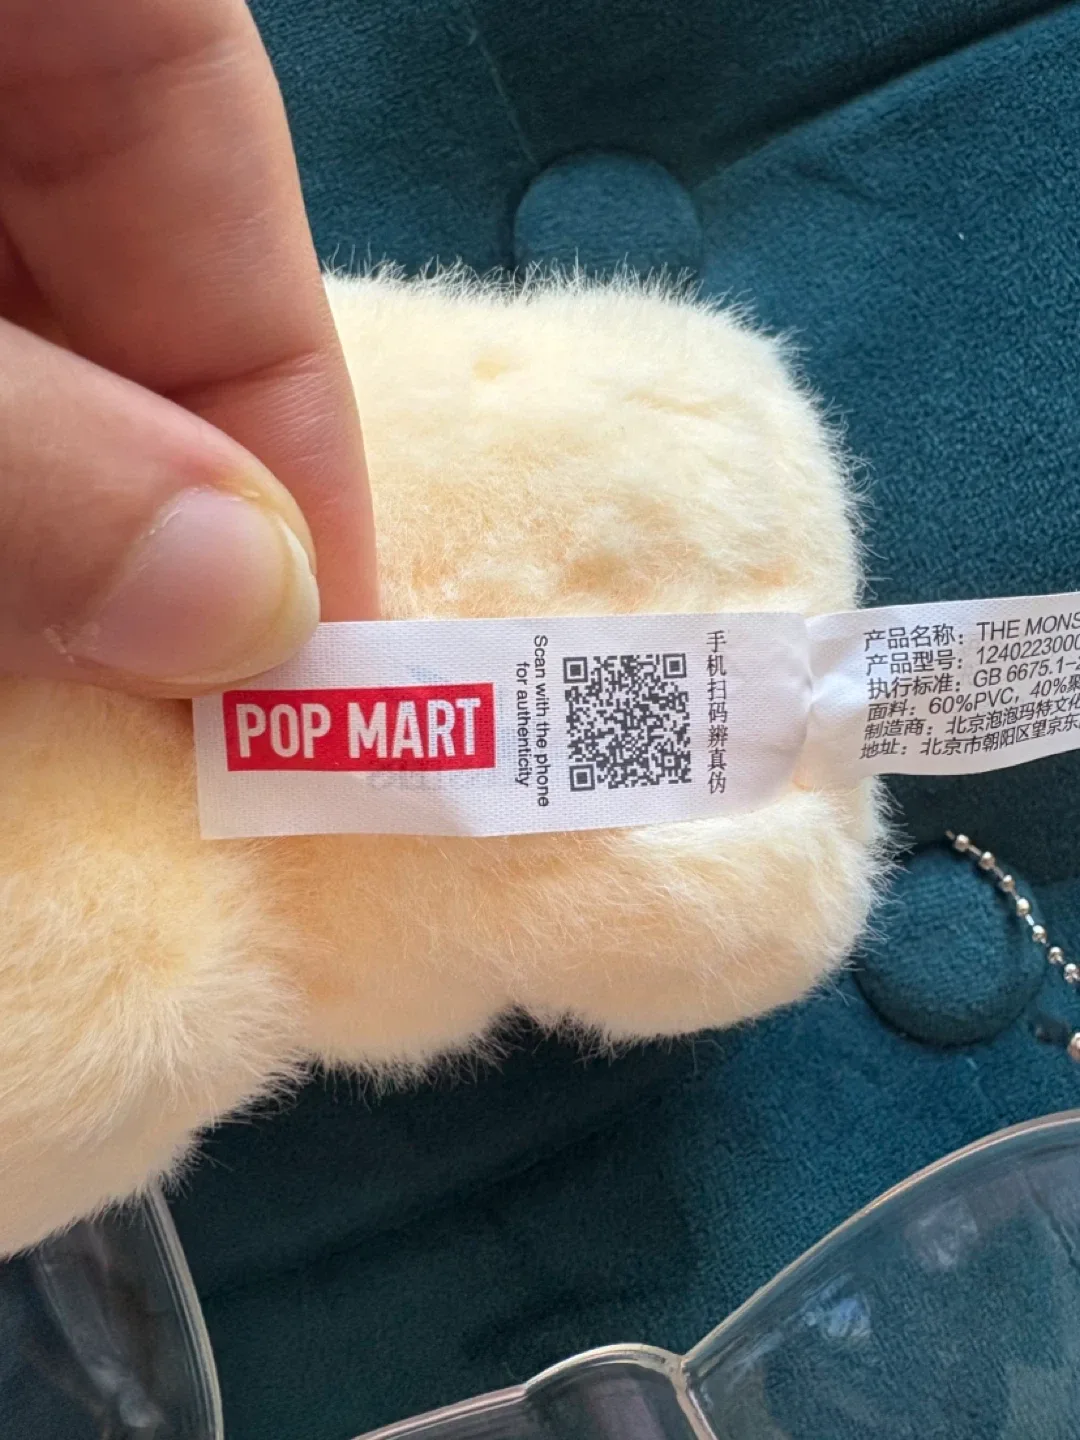 POP MART
Scan with the phone
for authenticity
手机扫码辨真伪
产品名称：THE MONS
产品型号：1240223000
执行标准：GB 6675.1-2
面料：60%PVC，40%聚
制造商：北京泡泡玛特文化
地址：北京市朝阳区望京东